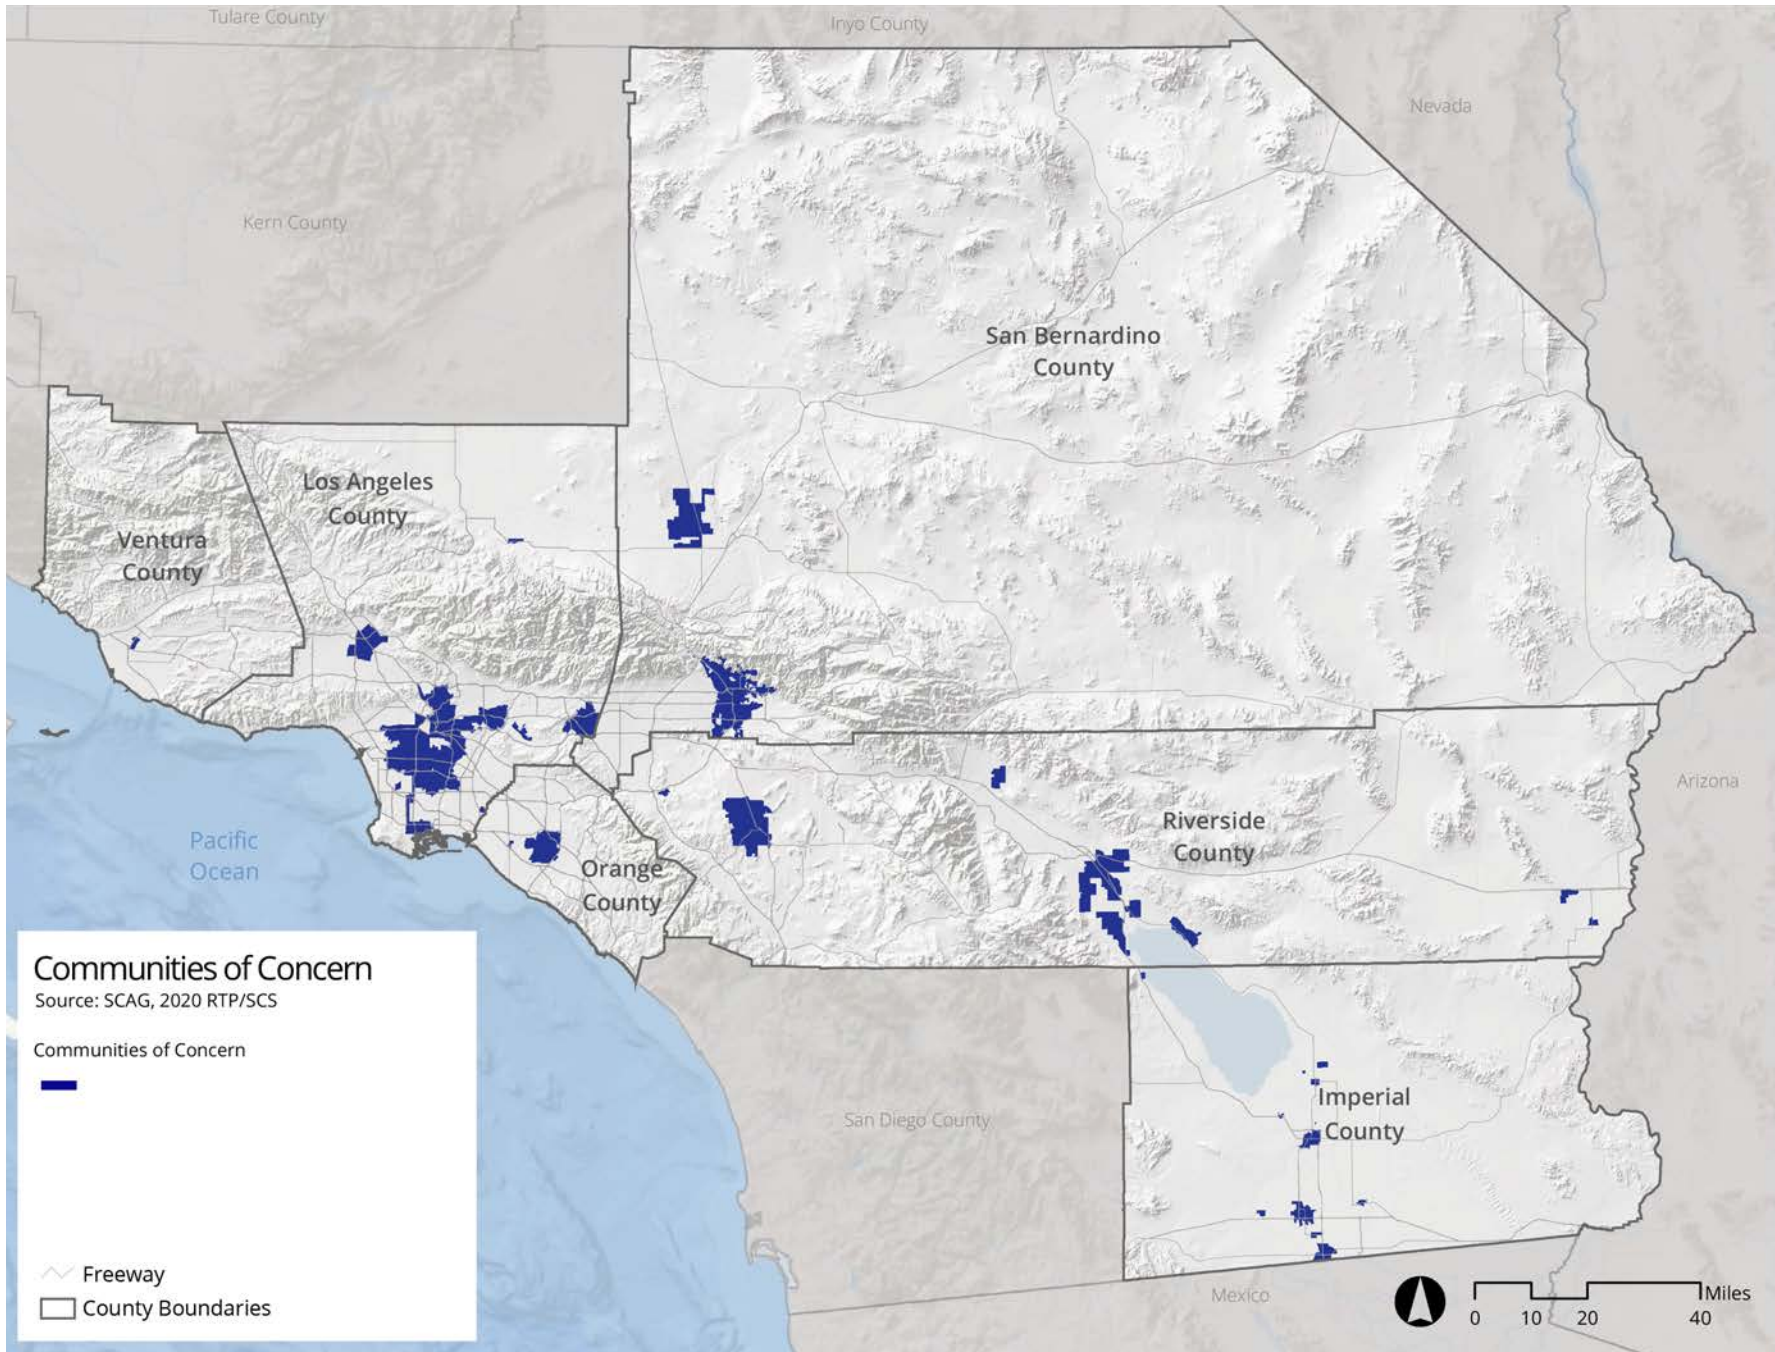 Tulare County
Inyo County
Nevada
Kern County
San Bernardino
County
Los Angeles
County
Ventura
County
Arizona
Riverside
County
Pacific
Ocean
Orange
County
Communities of Concern
Source: SCAG, 2020 RTP/SCS
Communities of Concern
Freeway
County Boundaries
San Diego County
Imperial
County
Mexico
Miles
0 10 20 40